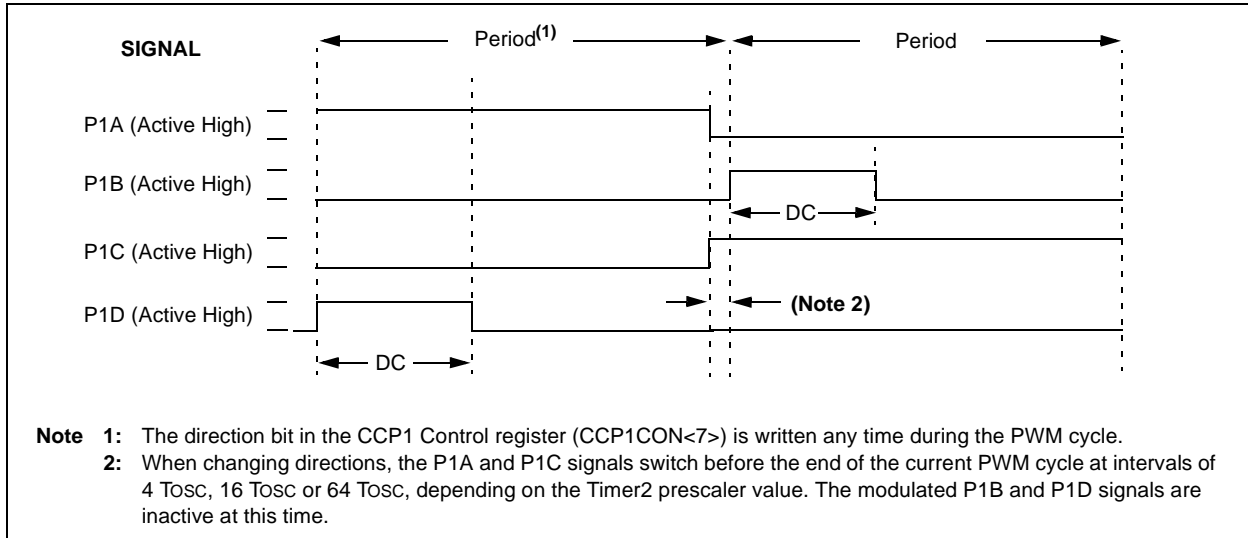 SIGNAL
Period(1)
Period
P1A (Active High)
P1B (Active High)
DC
P1C (Active High)
P1D (Active High)
(Note 2)
DC
Note 1: The direction bit in the CCP1 Control register (CCP1CON<7>) is written any time during the PWM cycle.
2: When changing directions, the P1A and P1C signals switch before the end of the current PWM cycle at intervals of
4 TOSC, 16 TOSC or 64 TOSC, depending on the Timer2 prescaler value. The modulated P1B and P1D signals are
inactive at this time.